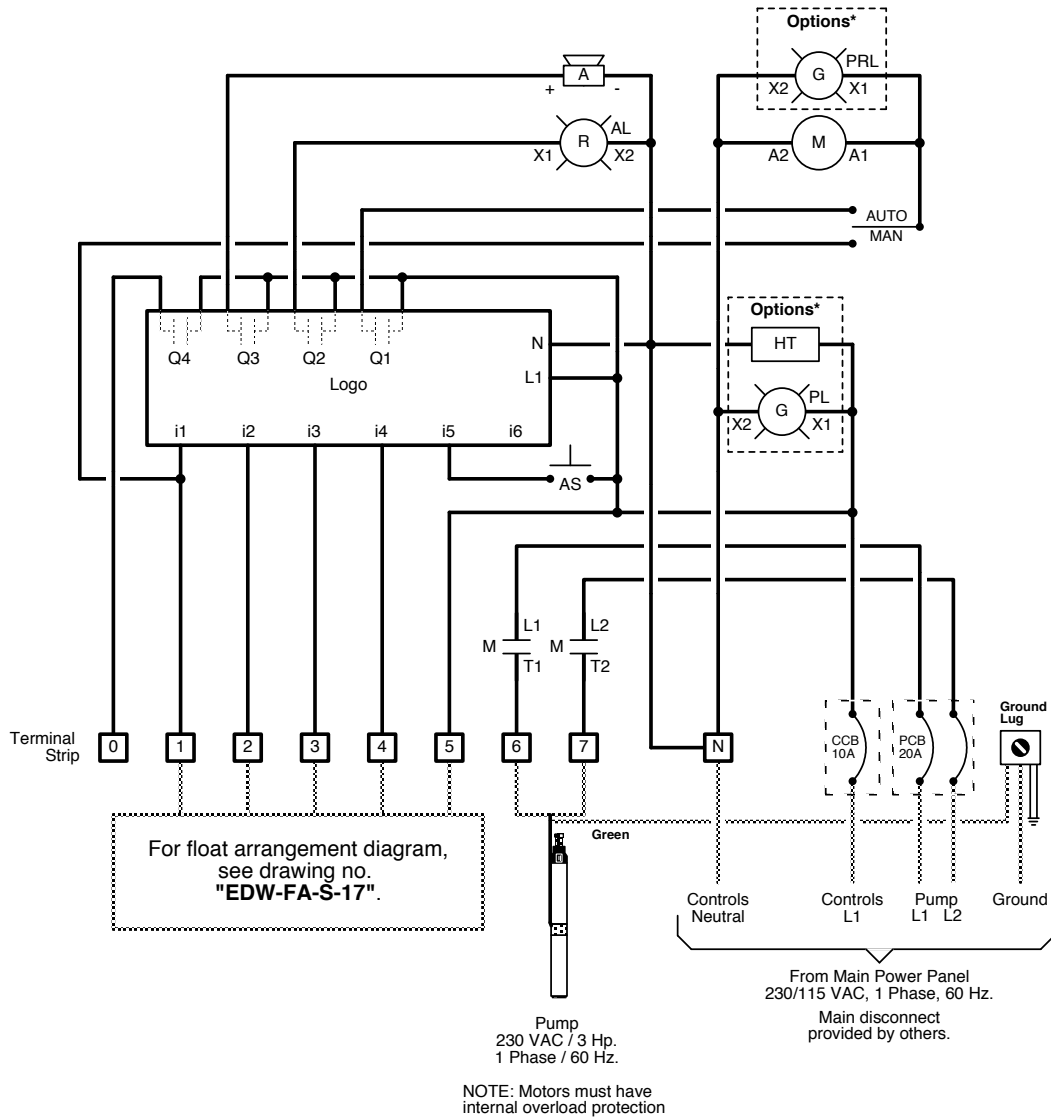 Options*
G
PRL
X2
X1
A
+
-
R
AL
X1
X2
M
A2
A1
AUTO
MAN
Options*
HT
G
PL
X2
X1
Q4
Q3
Q2
Q1
N
L1
Logo
i1
i2
i3
i4
i5
i6
AS
M
L1
T1
M
L2
T2
Terminal
Strip
0
1
2
3
4
5
6
7
N
CCB
10A
PCB
20A
Ground
Lug
Green
For float arrangement diagram,
see drawing no.
"EDW-FA-S-17".
Controls
Neutral
Controls
L1
Pump
L1 L2
Ground
From Main Power Panel
230/115 VAC, 1 Phase, 60 Hz.
Main disconnect
provided by others.
Pump
230 VAC / 3 Hp.
1 Phase / 60 Hz.
NOTE: Motors must have
internal overload protection